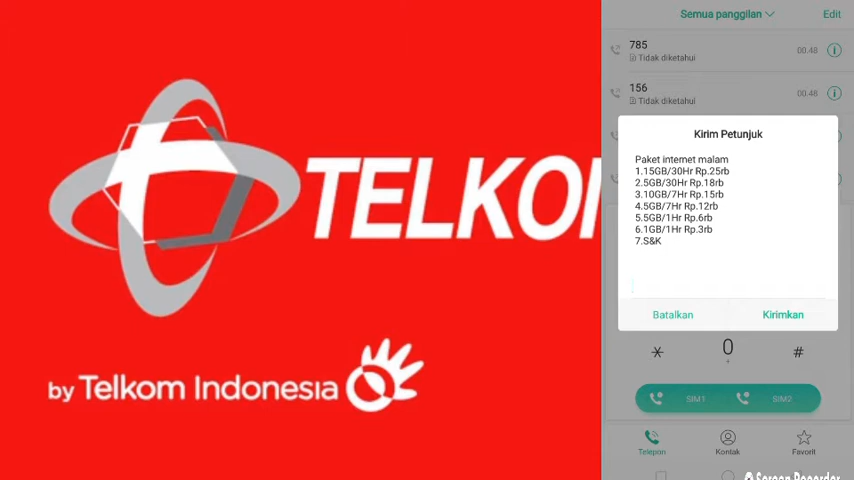 TELKO
by Telkom Indonesia
Semua panggilan
Edit
785
Tidak diketahui
00.48
156
Tidak diketahui
00.48
Kirim Petunjuk
Paket internet malam
1.15GB/30Hr Rp.25rb
2.5GB/30Hr Rp.18rb
3.10GB/7Hr Rp.15rb
4.5GB/7Hr Rp.12rb
5.5GB/1Hr Rp.6rb
6.1GB/1Hr Rp.3rb
7.S&K
Batalkan
Kirimkan
* 0 #
+
SIM1
SIM2
Telepon
Kontak
Favorit
Screen Recorder